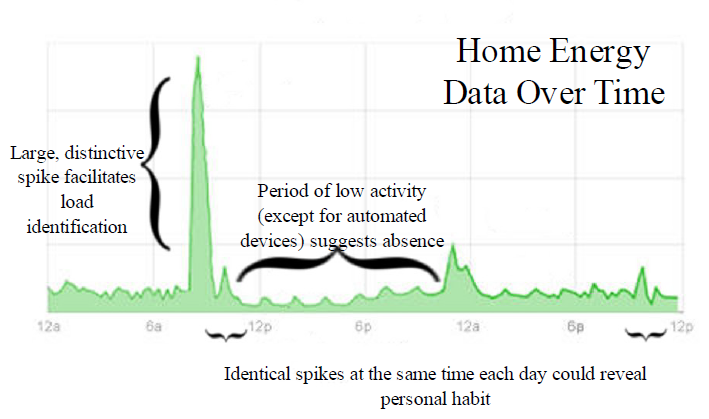 Home Energy
Data Over Time
Large, distinctive
spike facilitates
load
identification
Period of low activity
(except for automated
devices) suggests absence
12a 6a 12p 6p 12a 6p 12p
Identical spikes at the same time each day could reveal
personal habit